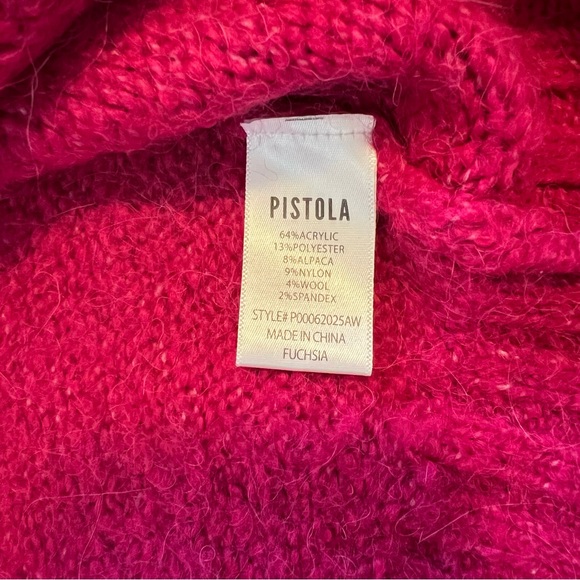 PISTOLA
64%ACRYLIC
13%POLYESTER
8%ALPACA
9%NYLON
4%WOOL
2%SPANDEX
STYLE# P00062025AW
MADE IN CHINA
FUCHSIA